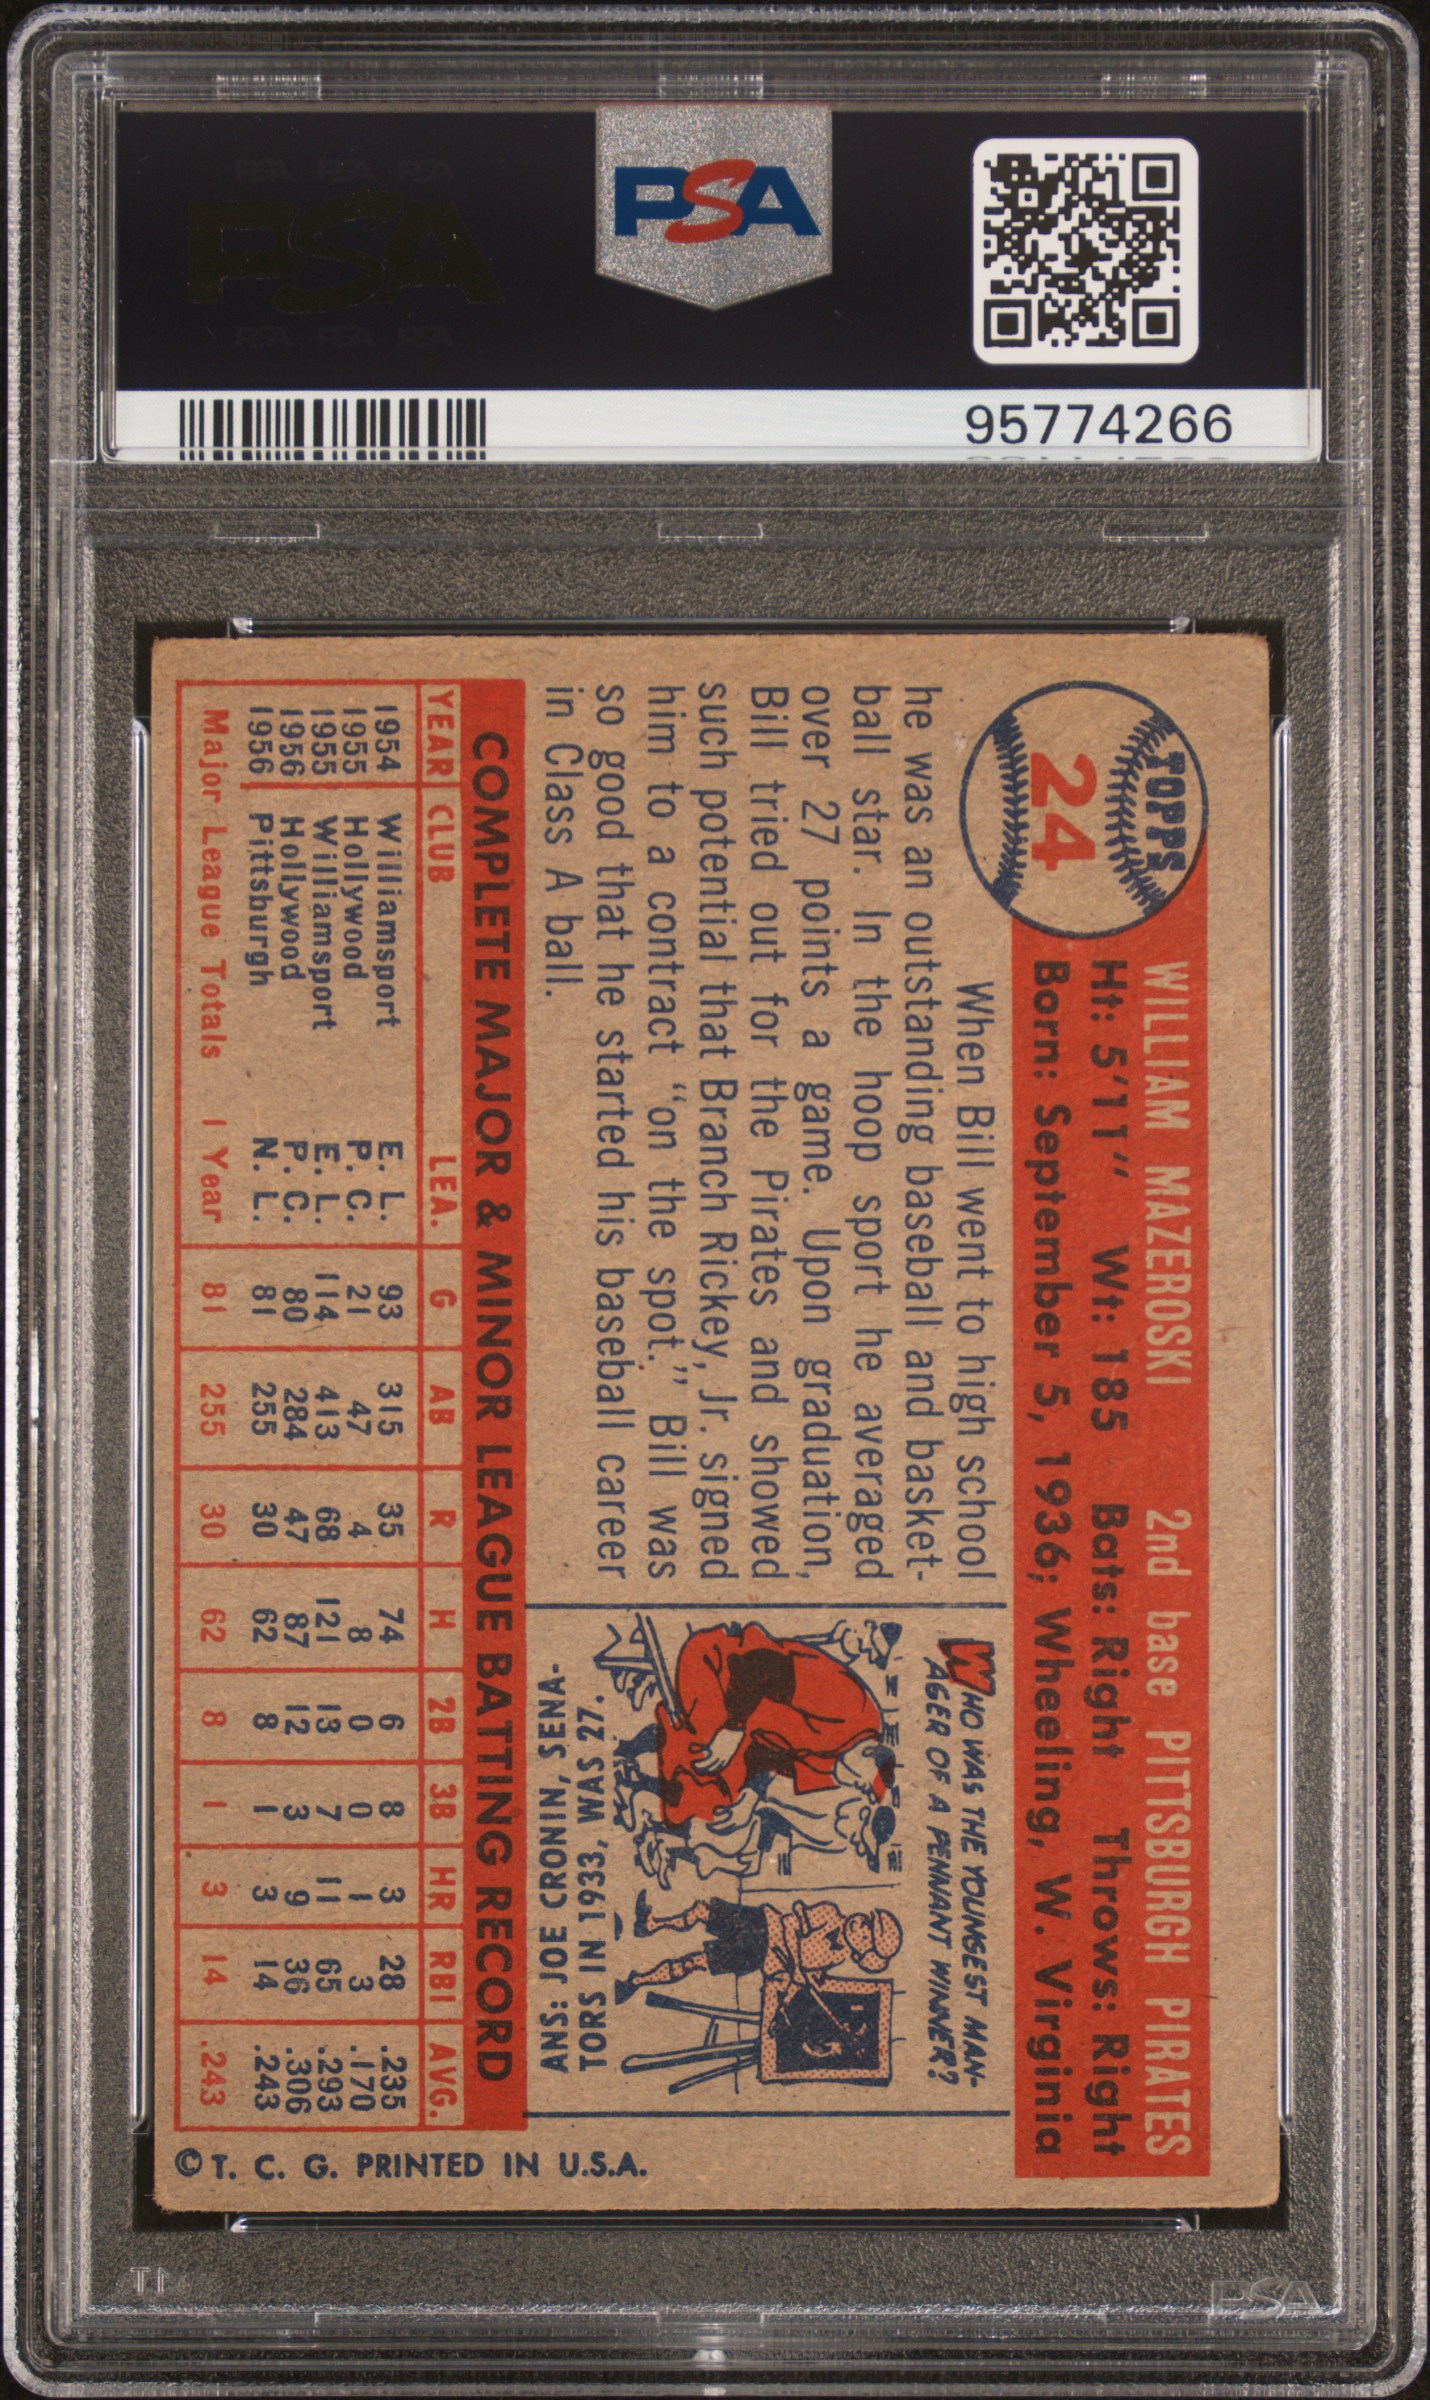 PSA
95774266
TOPPS
24
WILLIAM MAZEROSKI 2nd base PITTSBURGH PIRATES
Ht: 5'11" Wt: 185 Bats: Right Throws: Right
Born: September 5, 1936; Wheeling, W. Virginia
When Bill went to high school
he was an outstanding baseball and basket-
ball star. In the hoop sport he averaged
over 27 points a game. Upon graduation,
Bill tried out for the Pirates and showed
such potential that Branch Rickey, Jr. signed
him to a contract "on the spot." Bill was
so good that he started his baseball career
in Class A ball.
WHO WAS THE YOUNGEST MAN-
AGER OF A PENNANT WINNER?
ANS: JOE CRONIN, SENA-
TORS IN 1933, WAS 27.
COMPLETE MAJOR & MINOR LEAGUE BATTING RECORD
YEAR CLUB LEA. G AB R H 2B 3B HR RBI AVG.
1954 Williamsport E. L. 93 315 35 74 6 8 3 28 .235
1955 Hollywood P. C. 21 47 4 8 0 0 1 3 .170
1955 Williamsport E. L. 114 413 68 121 13 7 11 65 .293
1956 Hollywood P. C. 80 284 47 87 12 3 9 36 .306
1956 Pittsburgh N. L. 81 255 30 62 8 1 3 14 .243
Major League Totals 1 Year 81 255 30 62 8 1 3 14 .243
© T. C. G. PRINTED IN U.S.A.
PSA